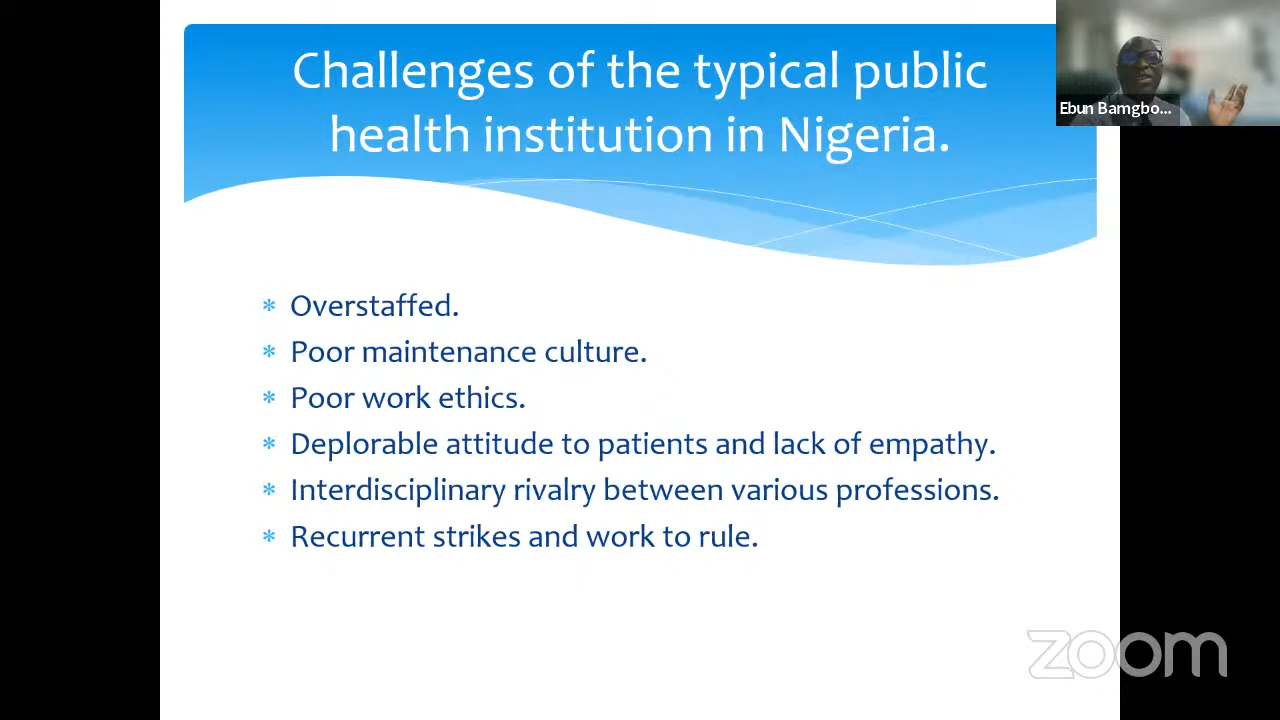 Challenges of the typical public
health institution in Nigeria.
Ebun Bamgbo...
* Overstaffed.
* Poor maintenance culture.
* Poor work ethics.
* Deplorable attitude to patients and lack of empathy.
* Interdisciplinary rivalry between various professions.
* Recurrent strikes and work to rule.
zoom